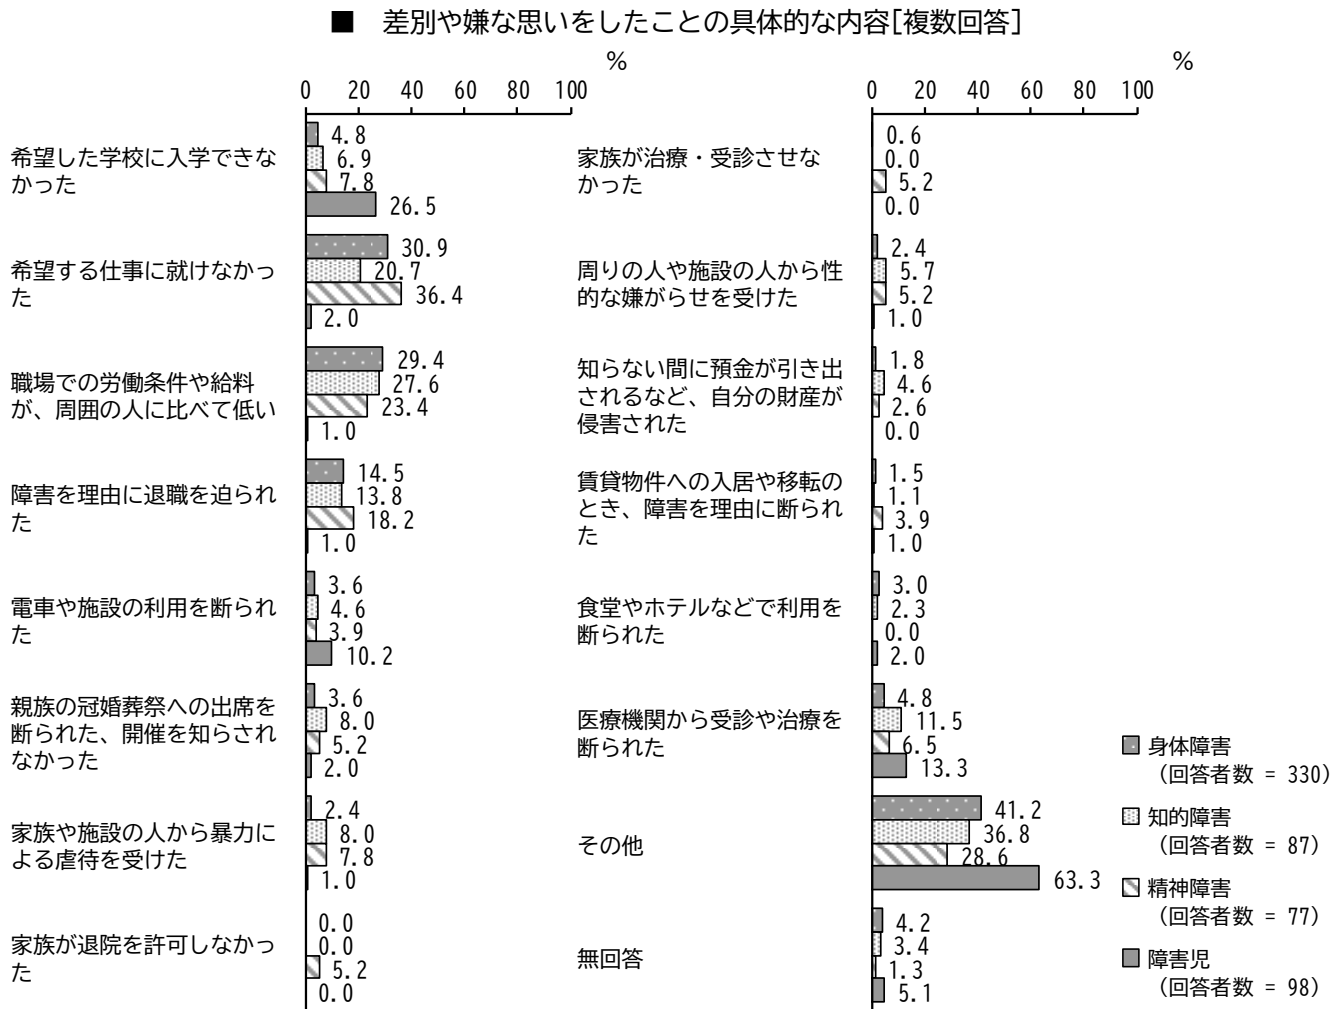 ■ 差別や嫌な思いをしたことの具体的な内容[複数回答]
%
0 20 40 60 80 100
希望した学校に入学できな
かった
4.8
6.9
7.8
26.5
希望する仕事に就けなかっ
た
30.9
20.7
36.4
2.0
職場での労働条件や給料
が、周囲の人に比べて低い
29.4
27.6
23.4
1.0
障害を理由に退職を迫られ
た
14.5
13.8
18.2
1.0
電車や施設の利用を断られ
た
3.6
4.6
3.9
10.2
親族の冠婚葬祭への出席を
断られた、開催を知らされ
なかった
3.6
8.0
5.2
2.0
家族や施設の人から暴力に
よる虐待を受けた
2.4
8.0
7.8
1.0
家族が退院を許可しなかっ
た
0.0
0.0
5.2
0.0
%
0 20 40 60 80 100
家族が治療・受診させな
かった
0.6
0.0
5.2
0.0
周りの人や施設の人から性
的な嫌がらせを受けた
2.4
5.7
5.2
1.0
知らない間に預金が引き出
されるなど、自分の財産が
侵害された
1.8
4.6
2.6
0.0
賃貸物件への入居や移転の
とき、障害を理由に断られ
た
1.5
1.1
3.9
1.0
食堂やホテルなどで利用を
断られた
3.0
2.3
0.0
2.0
医療機関から受診や治療を
断られた
4.8
11.5
6.5
13.3
その他
41.2
36.8
28.6
63.3
無回答
4.2
3.4
1.3
5.1
身体障害
(回答者数 = 330)
知的障害
(回答者数 = 87)
精神障害
(回答者数 = 77)
障害児
(回答者数 = 98)